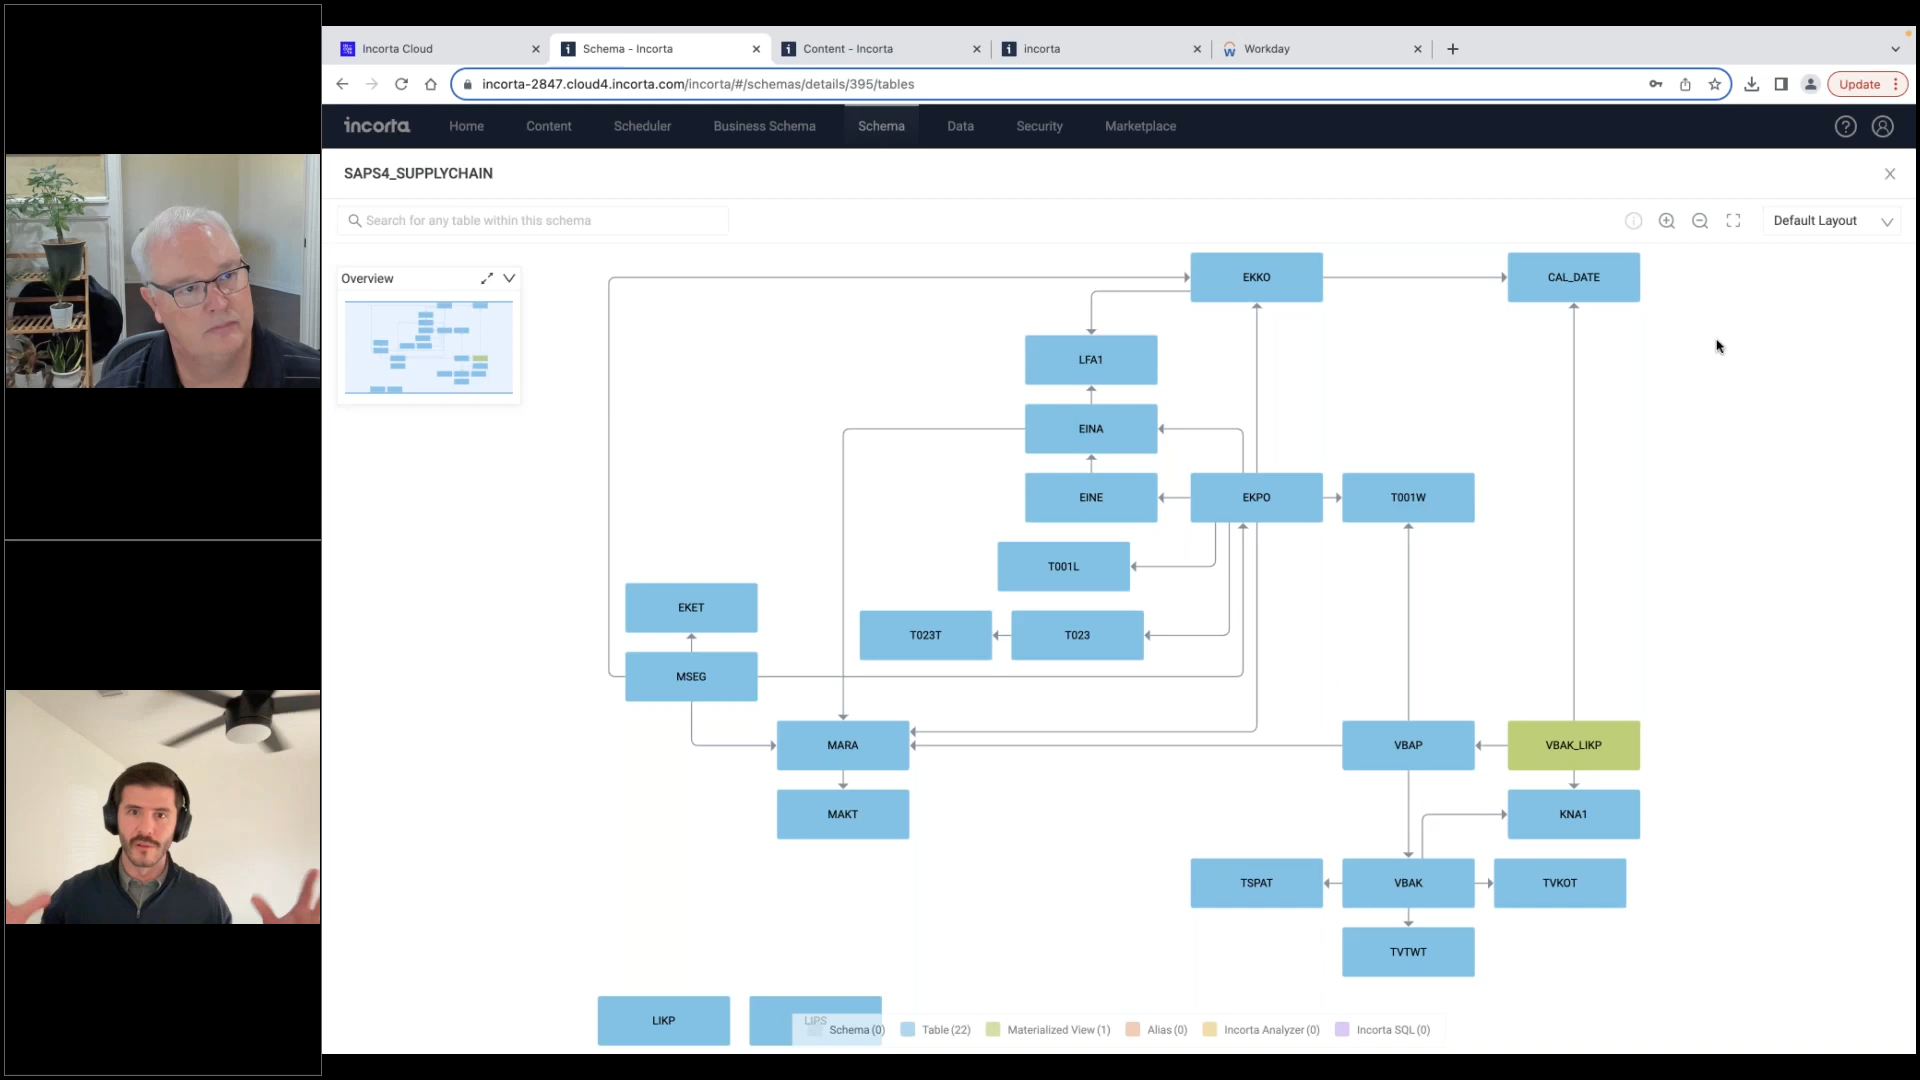 Incorta Cloud
Schema - Incorta
Content - Incorta
incorta
Workday
incorta-2847.cloud4.incorta.com/incorta/#/schemas/details/395/tables
Update
incorta
Home
Content
Scheduler
Business Schema
Schema
Data
Security
Marketplace
SAPS4_SUPPLYCHAIN
Search for any table within this schema
Default Layout
Overview
EKKO
CAL_DATE
LFA1
EINA
EINE
EKPO
T001W
T001L
EKET
T023T
T023
MSEG
MARA
VBAP
VBAK_LIKP
MAKT
KNA1
TSPAT
VBAK
TVKOT
TVTWT
LIKP
LIPS
Schema (0)
Table (22)
Materialized View (1)
Alias (0)
Incorta Analyzer (0)
Incorta SQL (0)